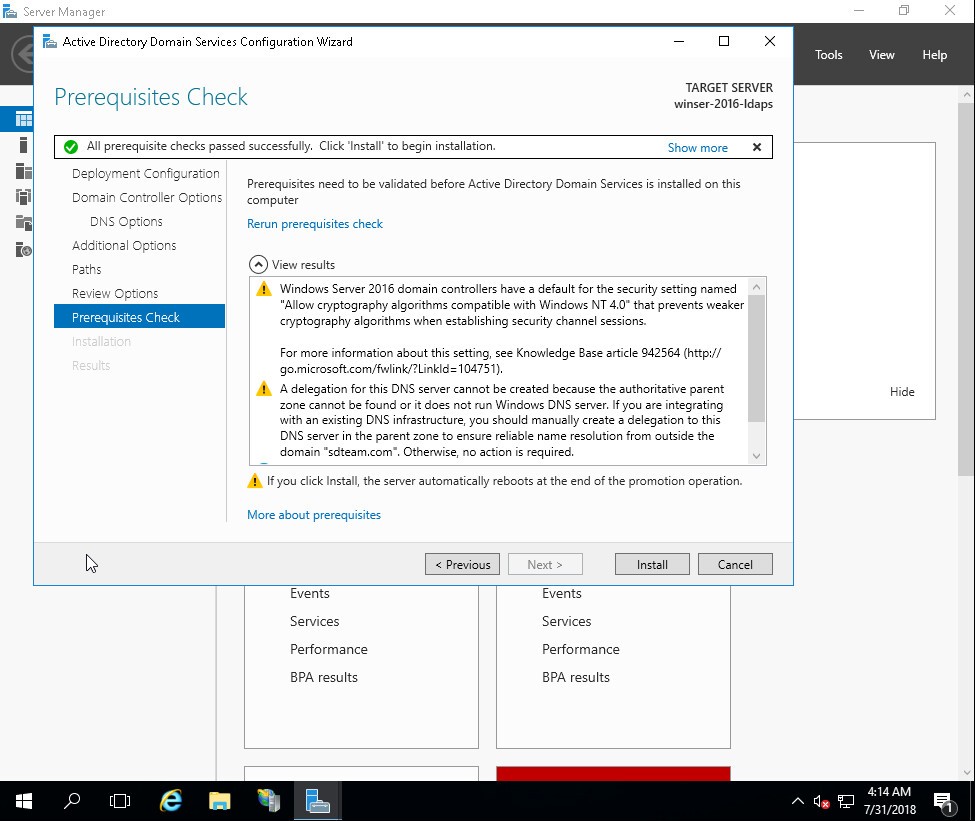 Server Manager
Active Directory Domain Services Configuration Wizard
Tools
View
Help
Prerequisites Check
TARGET SERVER
winser-2016-ldaps
All prerequisite checks passed successfully.  Click 'Install' to begin installation.
Show more
Deployment Configuration
Domain Controller Options
DNS Options
Additional Options
Paths
Review Options
Prerequisites Check
Installation
Results
Prerequisites need to be validated before Active Directory Domain Services is installed on this
computer
Rerun prerequisites check
View results
Windows Server 2016 domain controllers have a default for the security setting named
"Allow cryptography algorithms compatible with Windows NT 4.0" that prevents weaker
cryptography algorithms when establishing security channel sessions.
For more information about this setting, see Knowledge Base article 942564 (http://
go.microsoft.com/fwlink/?LinkId=104751).
A delegation for this DNS server cannot be created because the authoritative parent
zone cannot be found or it does not run Windows DNS server. If you are integrating
with an existing DNS infrastructure, you should manually create a delegation to this
DNS server in the parent zone to ensure reliable name resolution from outside the
domain "sdteam.com". Otherwise, no action is required.
If you click Install, the server automatically reboots at the end of the promotion operation.
More about prerequisites
Hide
< Previous
Next >
Install
Cancel
Events
Services
Performance
BPA results
Events
Services
Performance
BPA results
4:14 AM
7/31/2018
1